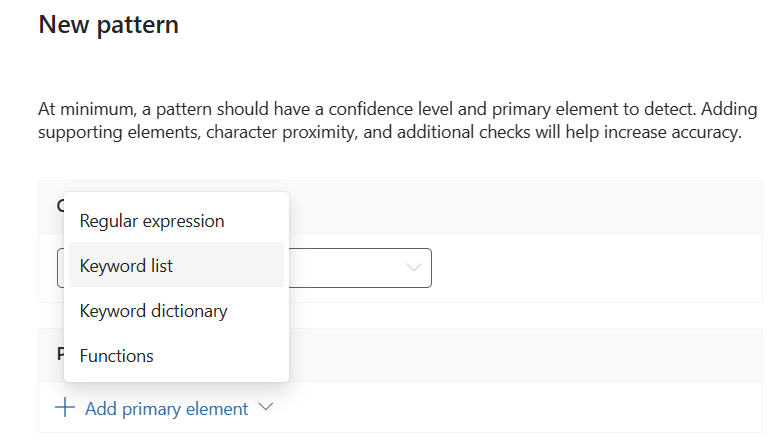 New pattern
At minimum, a pattern should have a confidence level and primary element to detect. Adding
supporting elements, character proximity, and additional checks will help increase accuracy.
Regular expression
Keyword list
Keyword dictionary
Functions
Add primary element